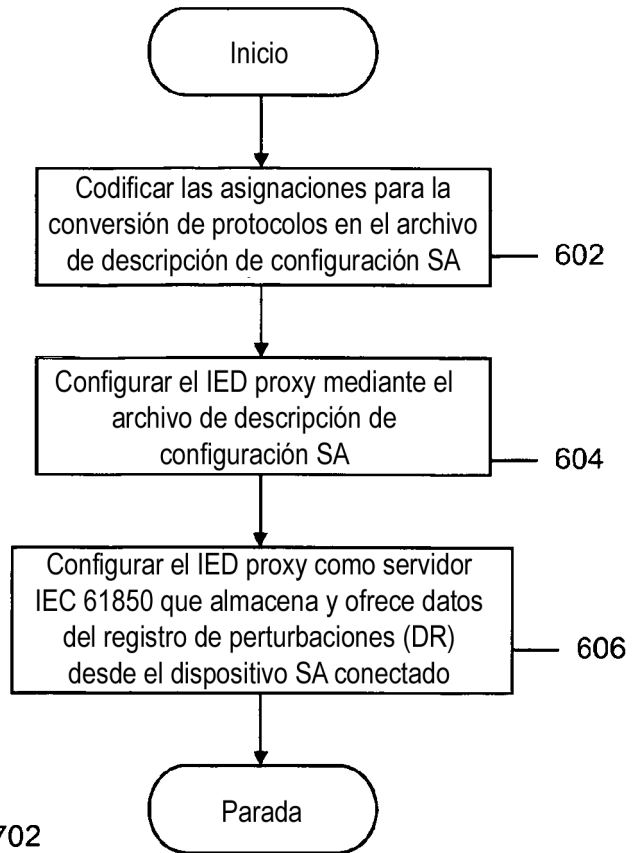 Inicio
Codificar las asignaciones para la
conversión de protocolos en el archivo
de descripción de configuración SA
602
Configurar el IED proxy mediante el
archivo de descripción de
configuración SA
604
Configurar el IED proxy como servidor
IEC 61850 que almacena y ofrece datos
del registro de perturbaciones (DR)
desde el dispositivo SA conectado
606
Parada
702